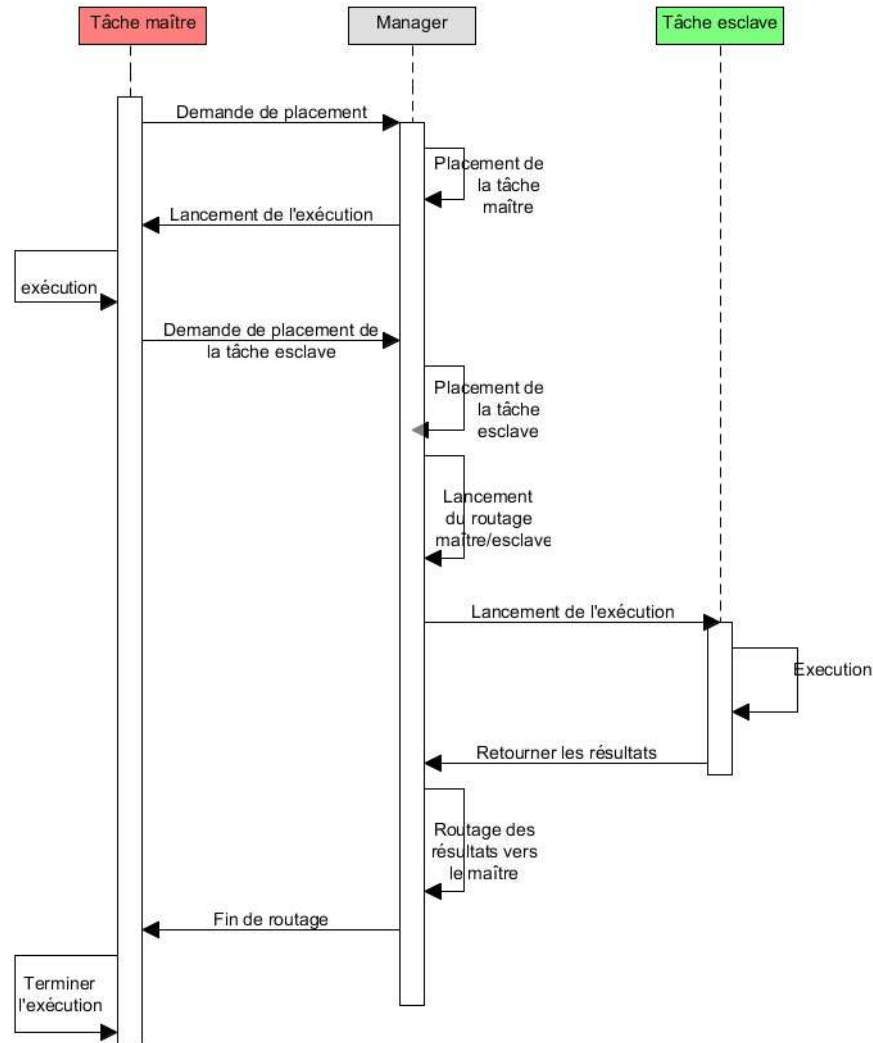 Tâche maître
Manager
Tâche esclave
Demande de placement
Placement de
la tâche
maître
Lancement de l'exécution
exécution
Demande de placement de
la tâche esclave
Placement de
la tâche
esclave
Lancement
du routage
maître/esclave
Lancement de l'exécution
Execution
Retourner les résultats
Routage des
résultats vers
le maître
Fin de routage
Terminer
l'exécution